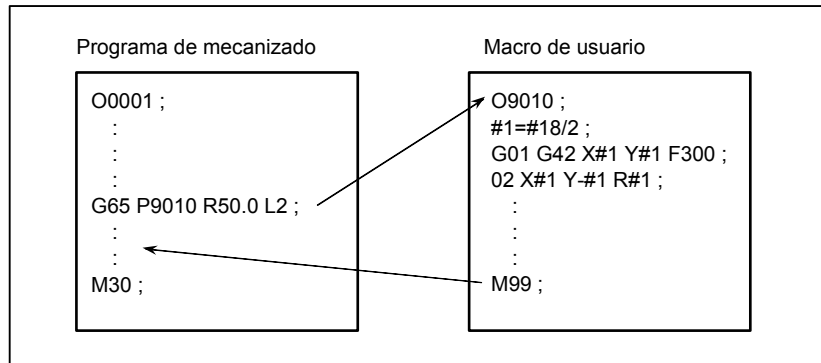 Programa de mecanizado
O0001 ;
:
:
:
G65 P9010 R50.0 L2 ;
:
:
M30 ;
Macro de usuario
O9010 ;
#1=#18/2 ;
G01 G42 X#1 Y#1 F300 ;
02 X#1 Y-#1 R#1 ;
:
:
:
M99 ;